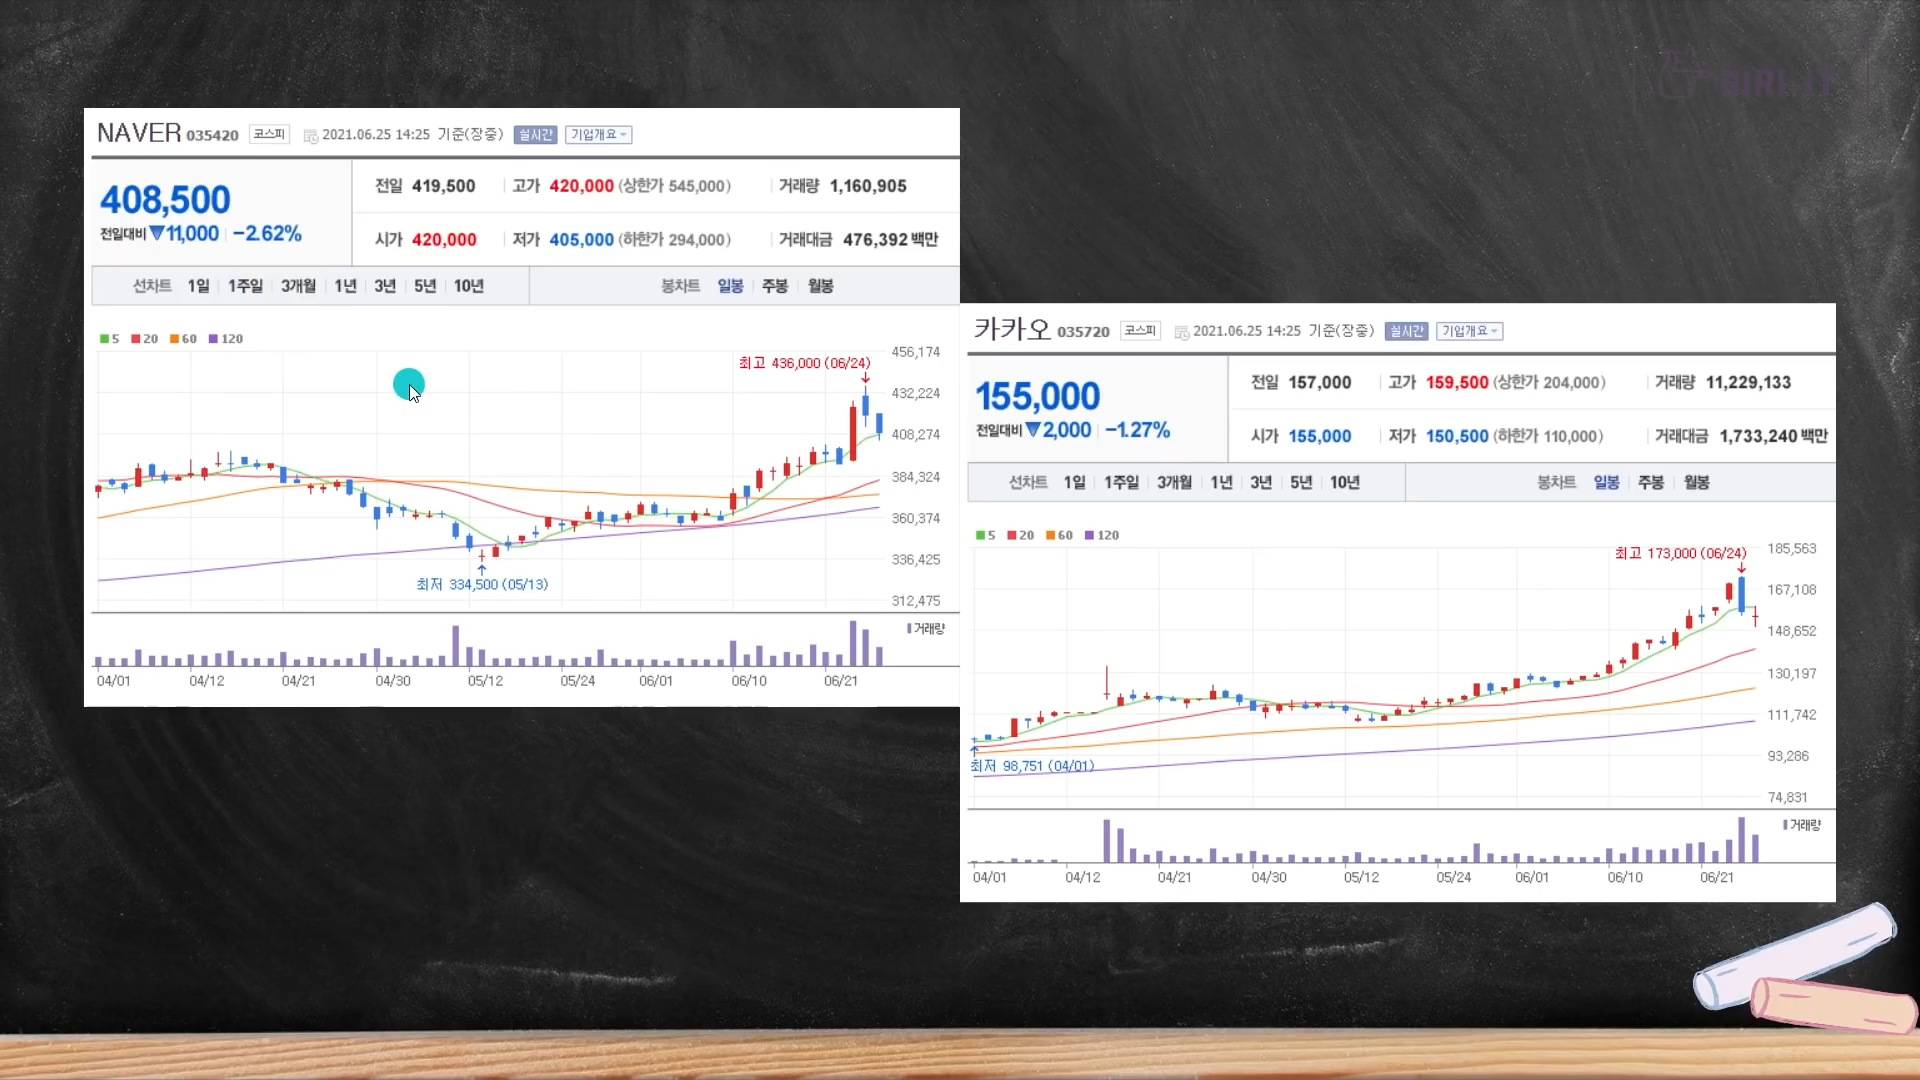 NAVER 035420 코스피 2021.06.25 14:25 기준(장중) 실시간 기업개요
408,500
전일대비 ▼11,000 -2.62%
전일 419,500 고가 420,000 (상한가 545,000) 거래량 1,160,905
시가 420,000 저가 405,000 (하한가 294,000) 거래대금 476,392 백만
선차트 1일 1주일 3개월 1년 3년 5년 10년 봉차트 일봉 주봉 월봉
5 20 60 120
최고 436,000 (06/24)
456,174
432,224
408,274
384,324
360,374
336,425
312,475
최저 334,500 (05/13)
거래량
04/01 04/12 04/21 04/30 05/12 05/24 06/01 06/10 06/21
카카오 035720 코스피 2021.06.25 14:25 기준(장중) 실시간 기업개요
155,000
전일대비 ▼2,000 -1.27%
전일 157,000 고가 159,500 (상한가 204,000) 거래량 11,229,133
시가 155,000 저가 150,500 (하한가 110,000) 거래대금 1,733,240 백만
선차트 1일 1주일 3개월 1년 3년 5년 10년 봉차트 일봉 주봉 월봉
5 20 60 120
최고 173,000 (06/24)
185,563
167,108
148,652
130,197
111,742
93,286
74,831
최저 98,751 (04/01)
거래량
04/01 04/12 04/21 04/30 05/12 05/24 06/01 06/10 06/21